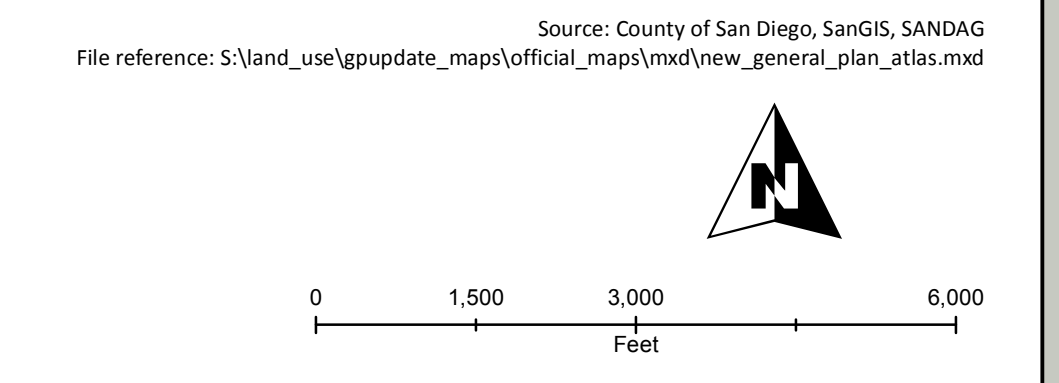 Source: County of San Diego, SanGIS, SANDAG
File reference: S:\land_use\gpupdate_maps\official_maps\mxd\new_general_plan_atlas.mxd
N
0 1,500 3,000 6,000
Feet